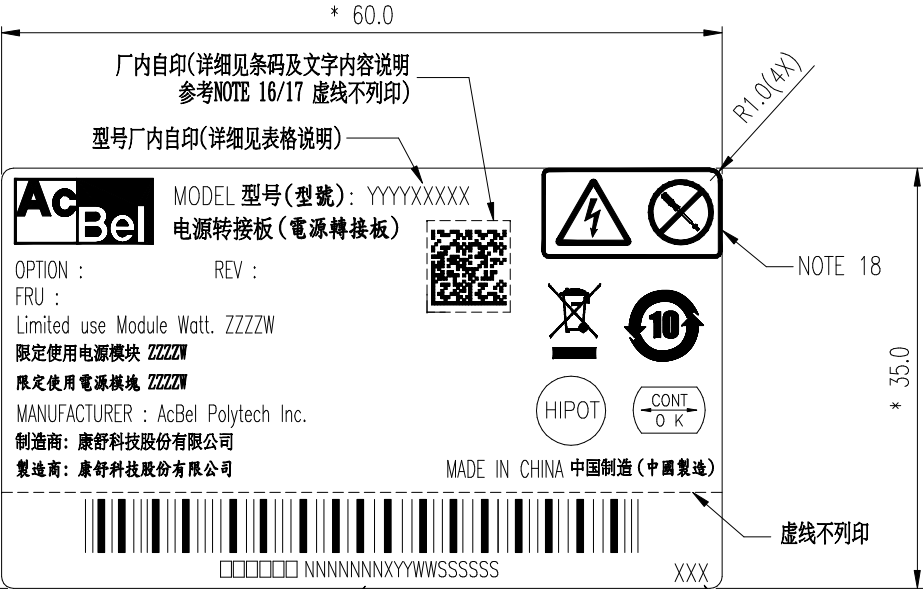 * 60.0
厂内自印(详细见条码及文字内容说明
参考NOTE 16/17 虚线不列印)
R1.0(4X)
型号厂内自印(详细见表格说明)
AcBel
MODEL 型号(型號): YYYYXXXXX
电源转接板(電源轉接板)
NOTE 18
OPTION :
REV :
FRU :
Limited use Module Watt. ZZZZW
限定使用电源模块 ZZZZW
限定使用電源模塊 ZZZZW
10
* 35.0
MANUFACTURER : AcBel Polytech Inc.
HIPOT
CONT
O K
制造商: 康舒科技股份有限公司
製造商: 康舒科技股份有限公司
MADE IN CHINA 中国制造(中國製造)
虚线不列印
□□□□□□ NNNNNNNXYYWWSSSSSS
XXX